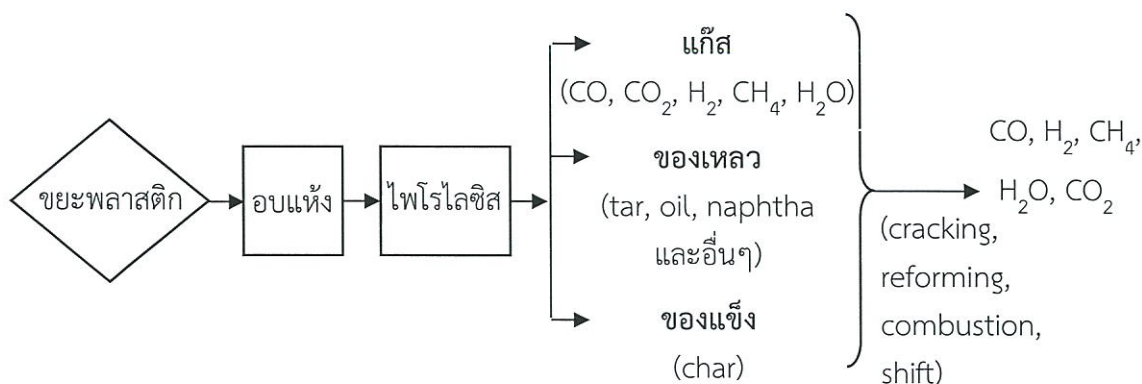 ขยะพลาสติก
อบแห้ง
ไพโรไลซิส
แก๊ส
(CO, CO₂, H₂, CH₄, H₂O)
ของเหลว
(tar, oil, naphtha
และอื่นๆ)
ของแข็ง
(char)
CO, H₂, CH₄,
H₂O, CO₂
(cracking,
reforming,
combustion,
shift)